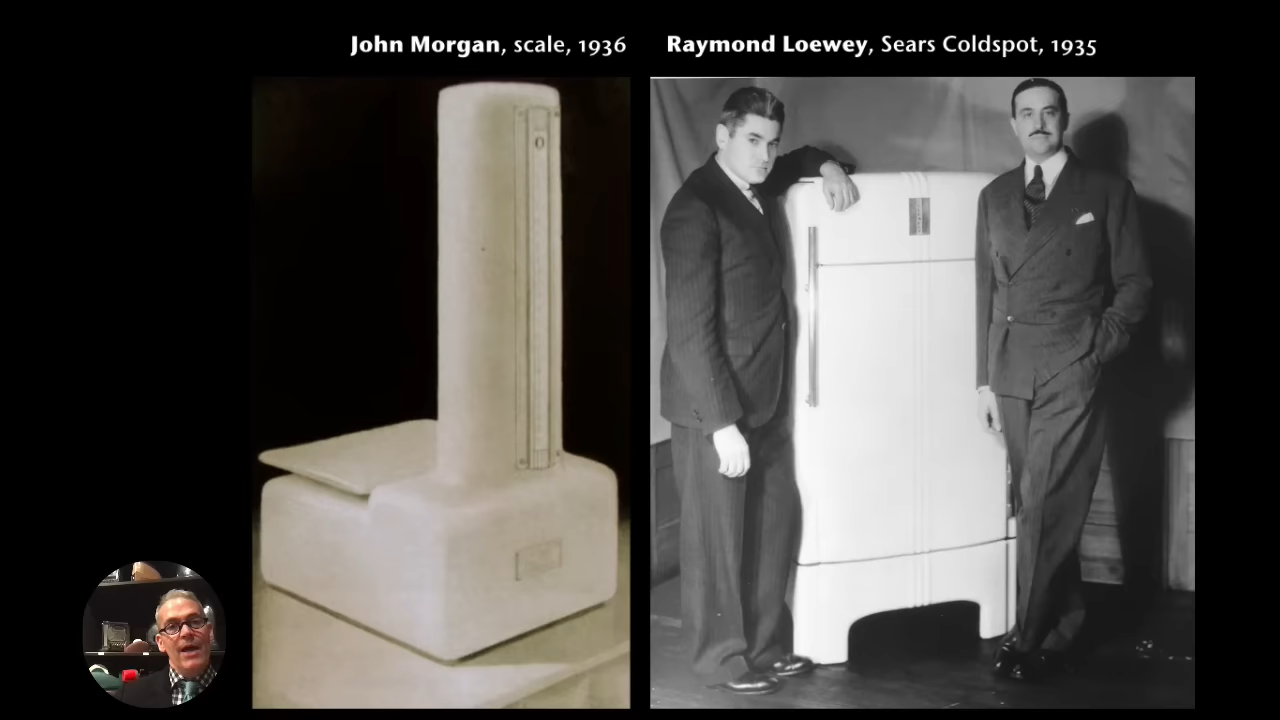 John Morgan, scale, 1936
Raymond Loewey, Sears Coldspot, 1935